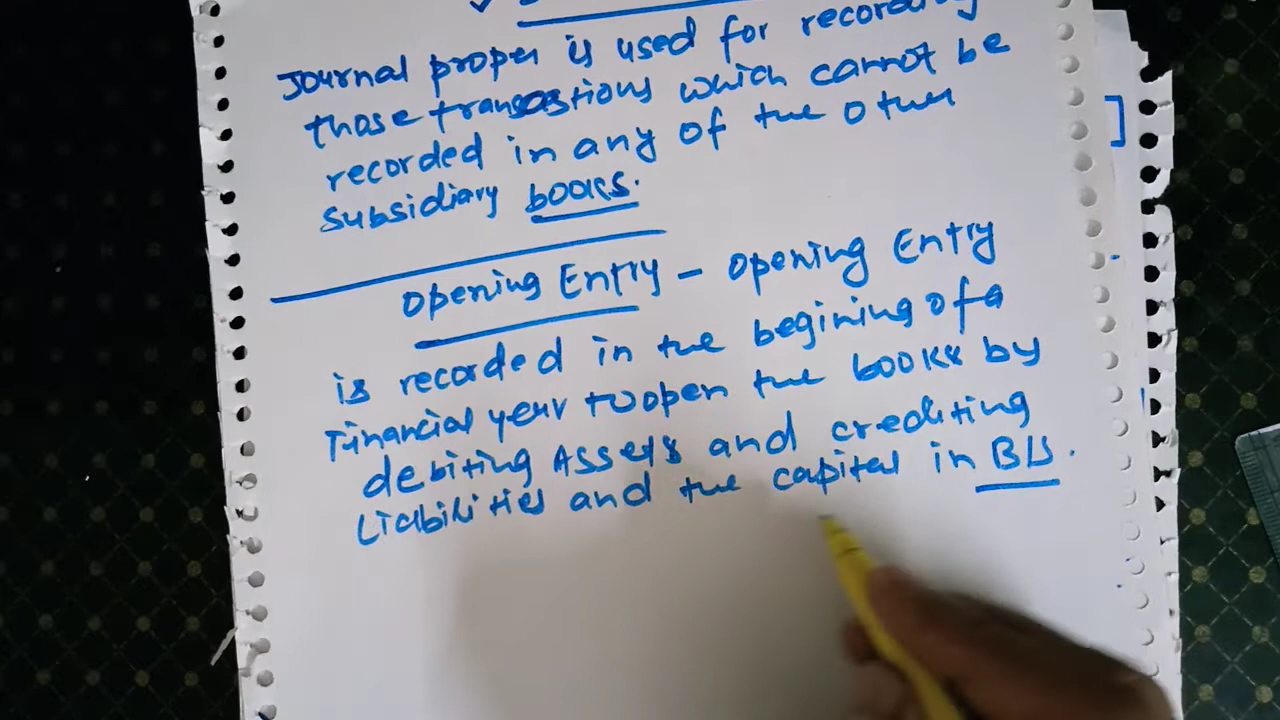 Journal proper is used for recording
those transactions which cannot be
recorded in any of the other
subsidiary books.
Opening Entry - Opening Entry
is recorded in the begining of a
Financial year to open the books by
debiting Assets and crediting
Liabilities and the capital in B/S.